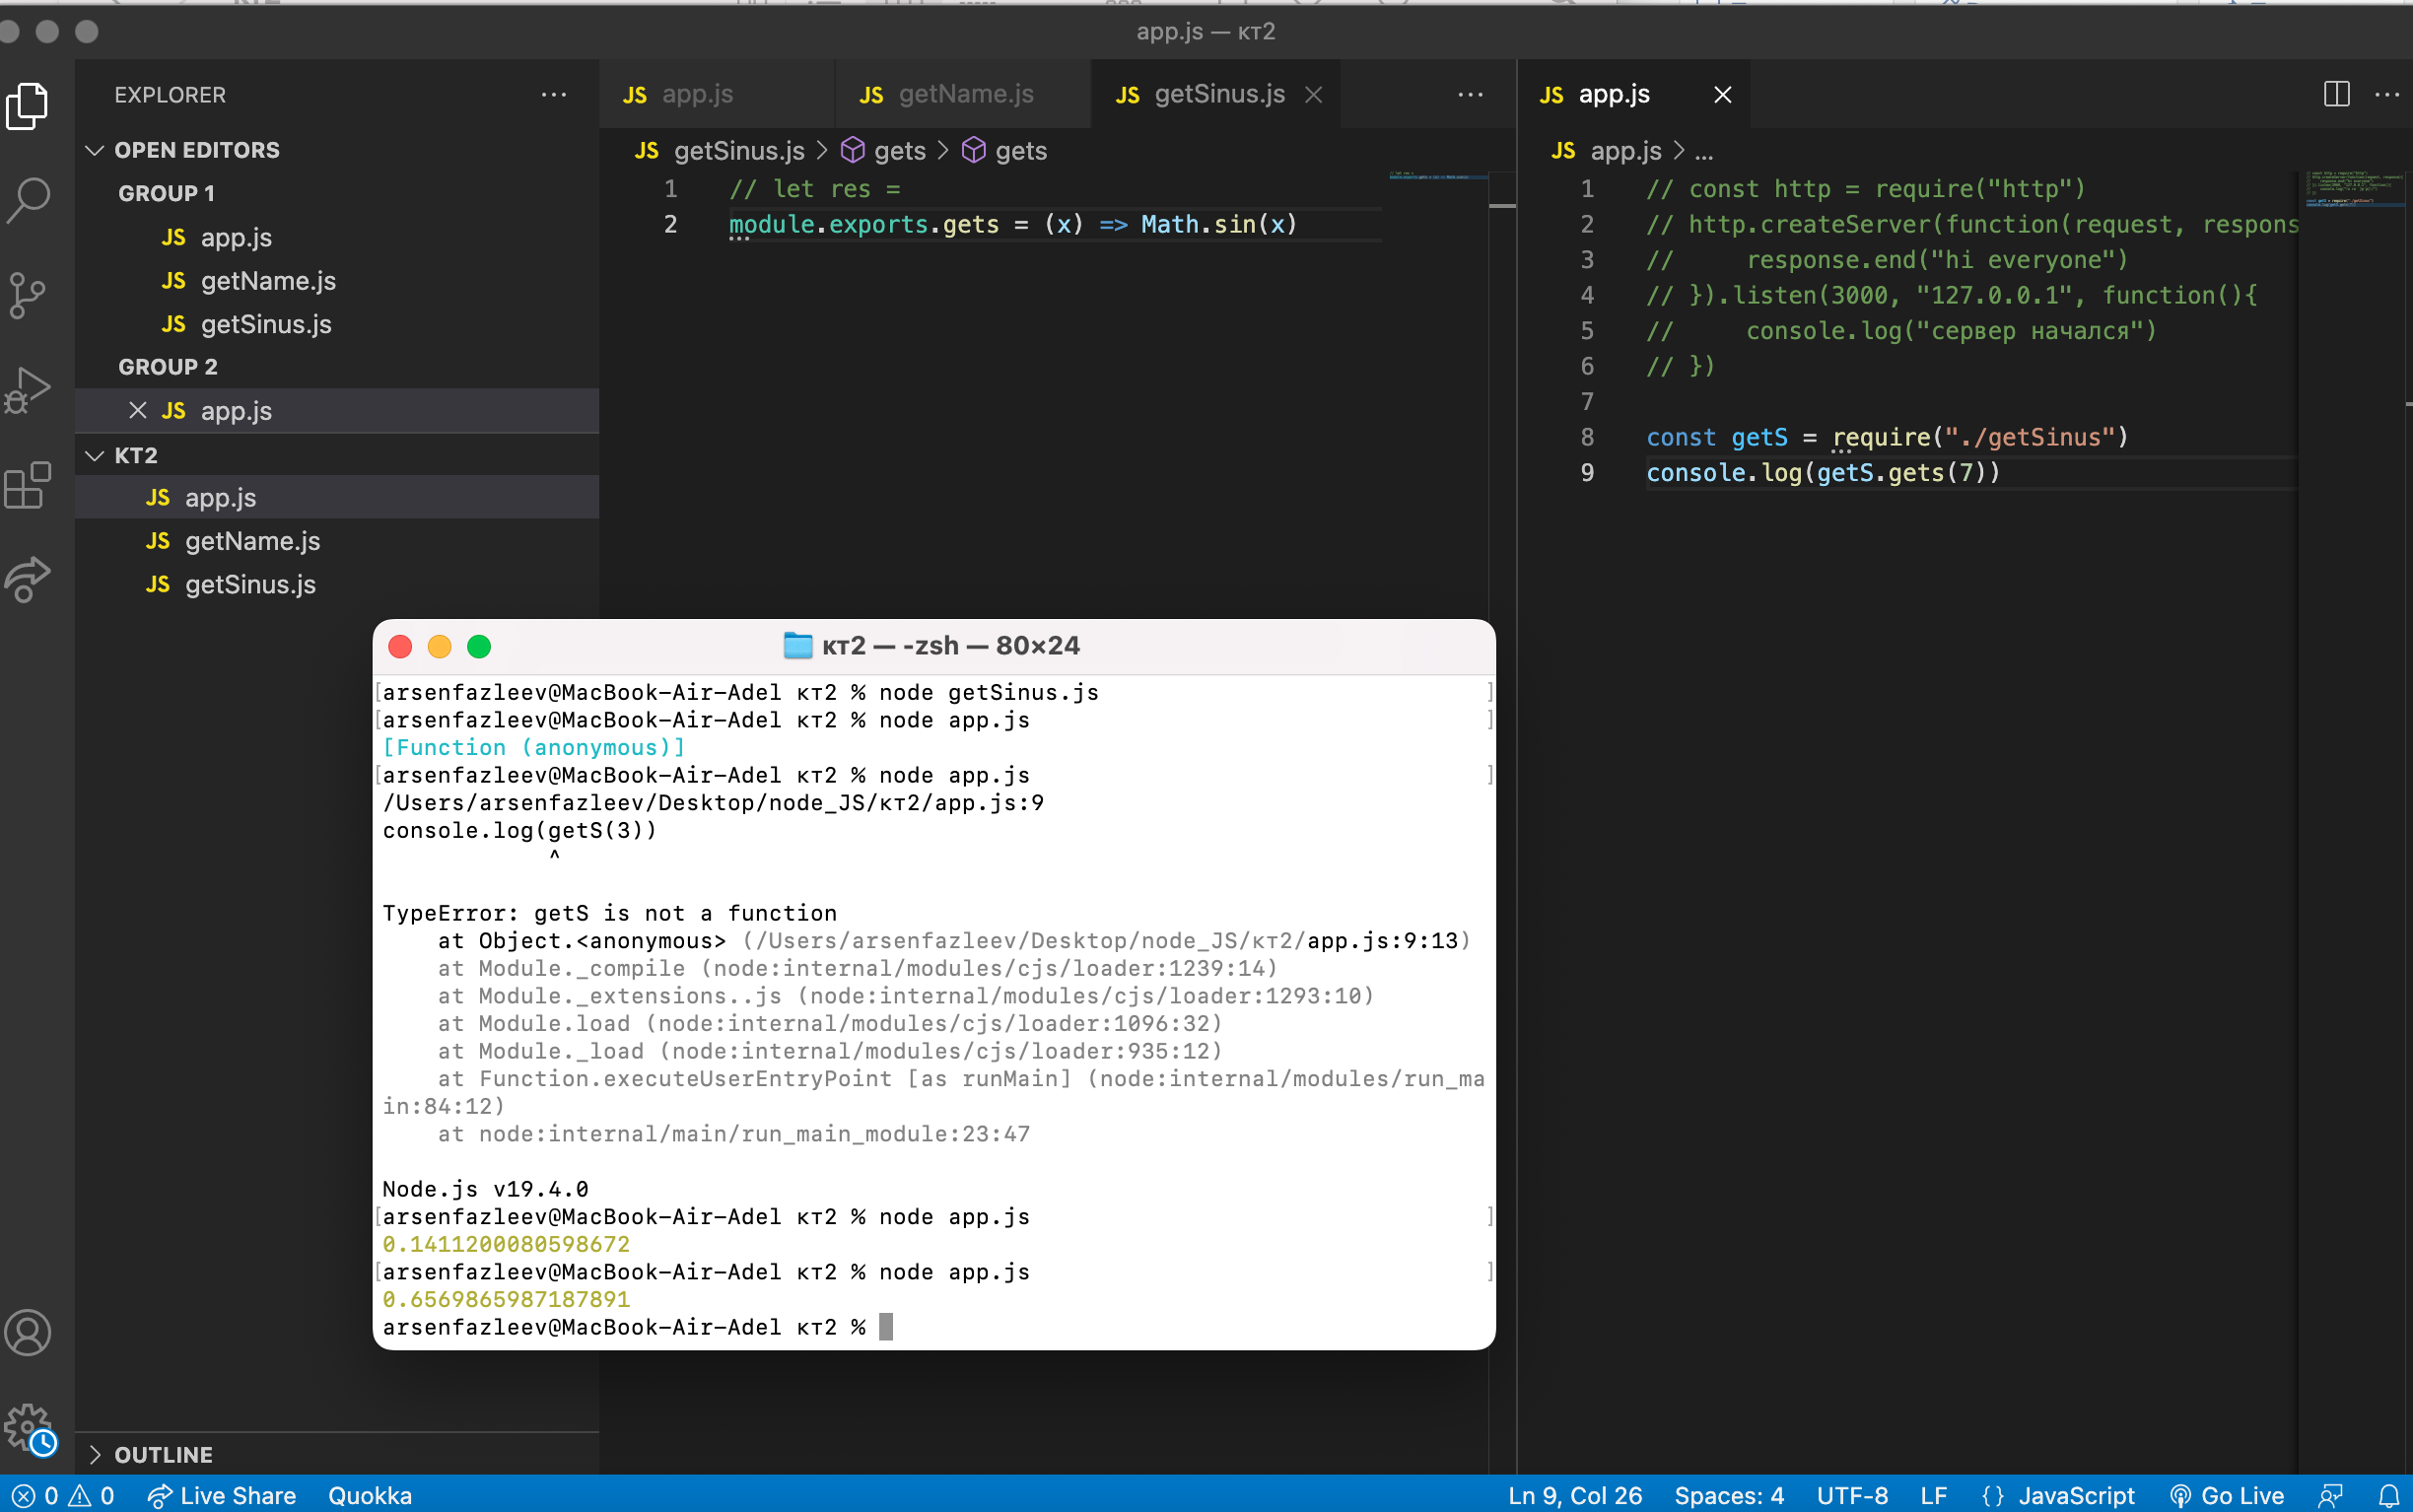 app.js — кт2
EXPLORER
OPEN EDITORS
GROUP 1
JS app.js
JS getName.js
JS getSinus.js
GROUP 2
JS app.js
КТ2
JS app.js
JS getName.js
JS getSinus.js
OUTLINE
JS app.js
JS getName.js
JS getSinus.js
JS getSinus.js > gets > gets
1 // let res =
2 module.exports.gets = (x) => Math.sin(x)
JS app.js
JS app.js > ...
1 // const http = require("http")
2 // http.createServer(function(request, respons
3 //     response.end("hi everyone")
4 // }).listen(3000, "127.0.0.1", function(){
5 //     console.log("сервер начался")
6 // })
7
8 const getS = require("./getSinus")
9 console.log(getS.gets(7))
кт2 — -zsh — 80×24
[arsenfazleev@MacBook-Air-Adel кт2 % node getSinus.js ]
[arsenfazleev@MacBook-Air-Adel кт2 % node app.js ]
[Function (anonymous)]
[arsenfazleev@MacBook-Air-Adel кт2 % node app.js ]
/Users/arsenfazleev/Desktop/node_JS/кт2/app.js:9
console.log(getS(3))
            ^
TypeError: getS is not a function
    at Object.<anonymous> (/Users/arsenfazleev/Desktop/node_JS/кт2/app.js:9:13)
    at Module._compile (node:internal/modules/cjs/loader:1239:14)
    at Module._extensions..js (node:internal/modules/cjs/loader:1293:10)
    at Module.load (node:internal/modules/cjs/loader:1096:32)
    at Module._load (node:internal/modules/cjs/loader:935:12)
    at Function.executeUserEntryPoint [as runMain] (node:internal/modules/run_ma
in:84:12)
    at node:internal/main/run_main_module:23:47
Node.js v19.4.0
[arsenfazleev@MacBook-Air-Adel кт2 % node app.js ]
0.1411200080598672
[arsenfazleev@MacBook-Air-Adel кт2 % node app.js ]
0.6569865987187891
arsenfazleev@MacBook-Air-Adel кт2 %
0 0 Live Share Quokka Ln 9, Col 26 Spaces: 4 UTF-8 LF {} JavaScript Go Live